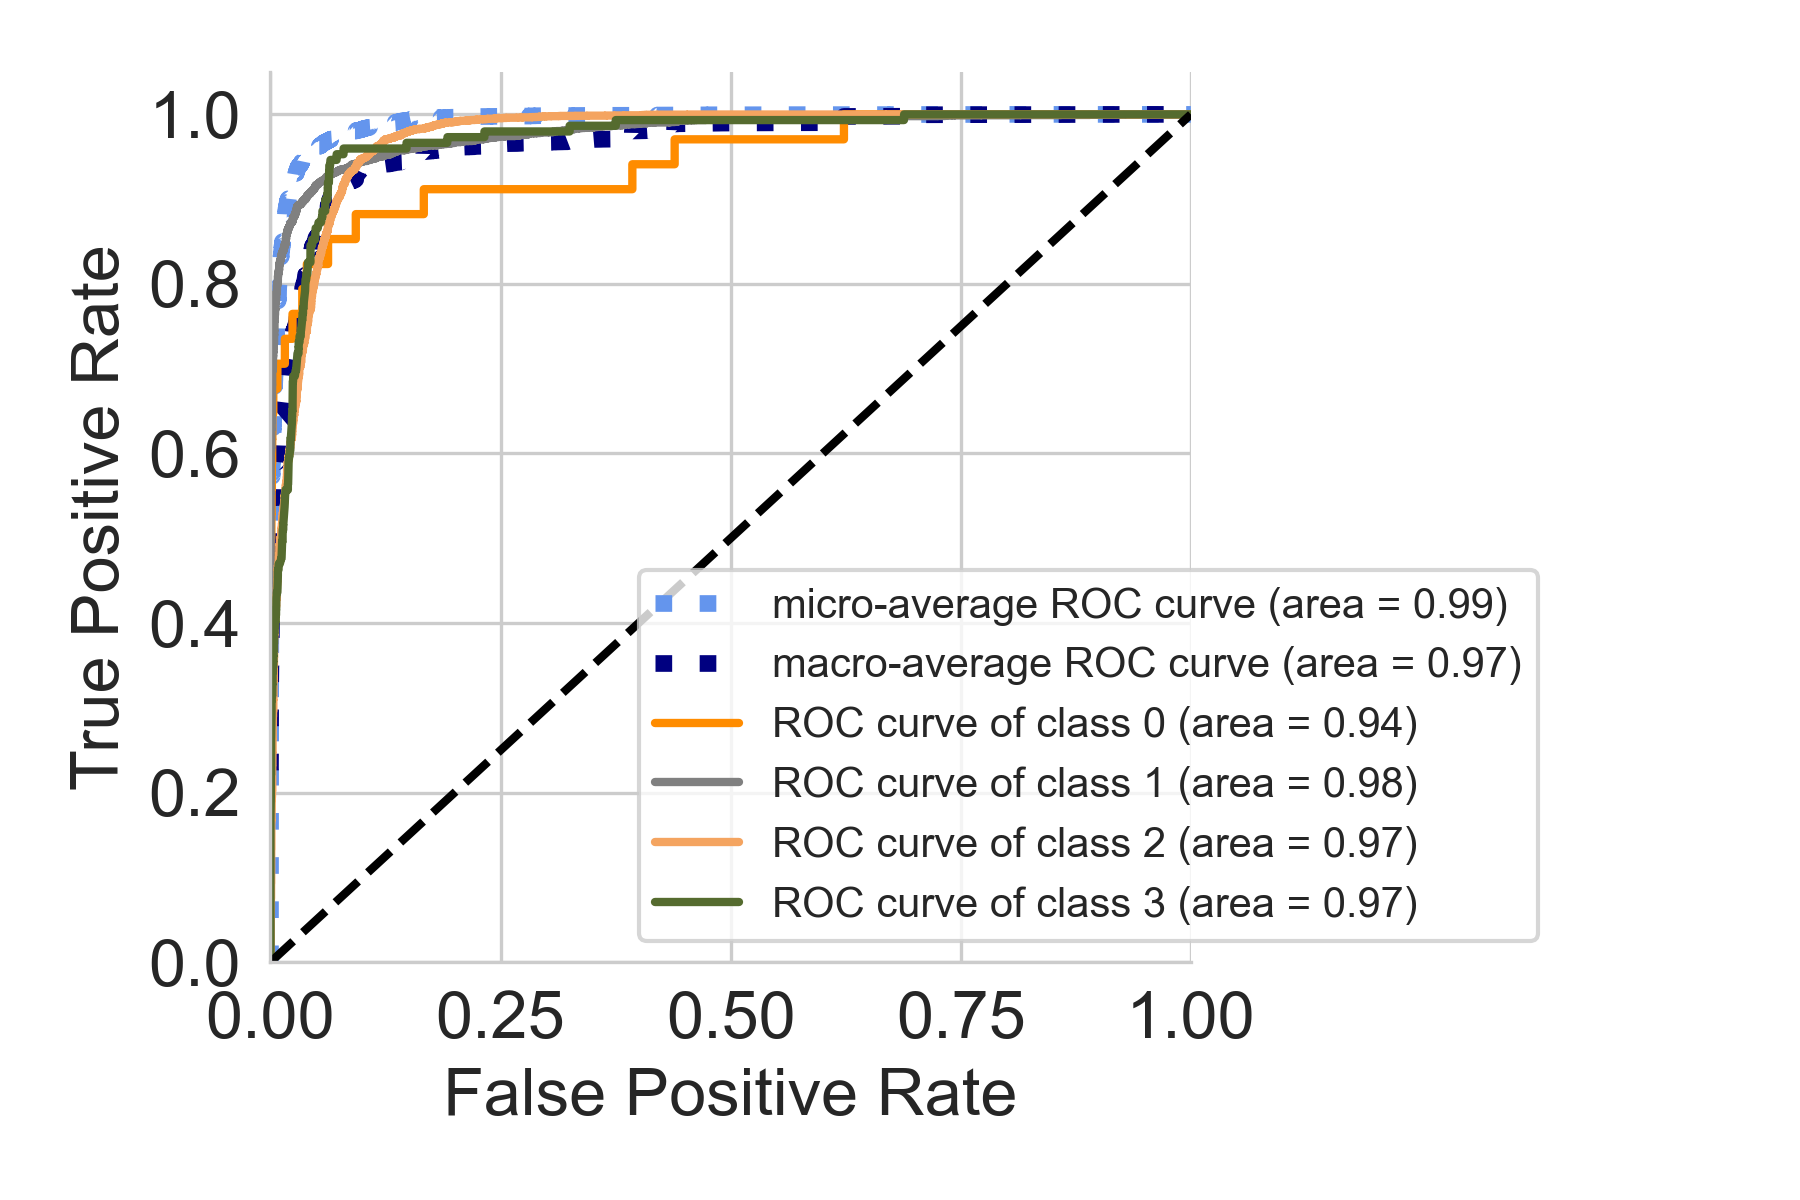 1.0
0.8
0.6
0.4
0.2
0.0
True Positive Rate
micro-average ROC curve (area = 0.99)
macro-average ROC curve (area = 0.97)
ROC curve of class 0 (area = 0.94)
ROC curve of class 1 (area = 0.98)
ROC curve of class 2 (area = 0.97)
ROC curve of class 3 (area = 0.97)
0.00 0.25 0.50 0.75 1.00
False Positive Rate